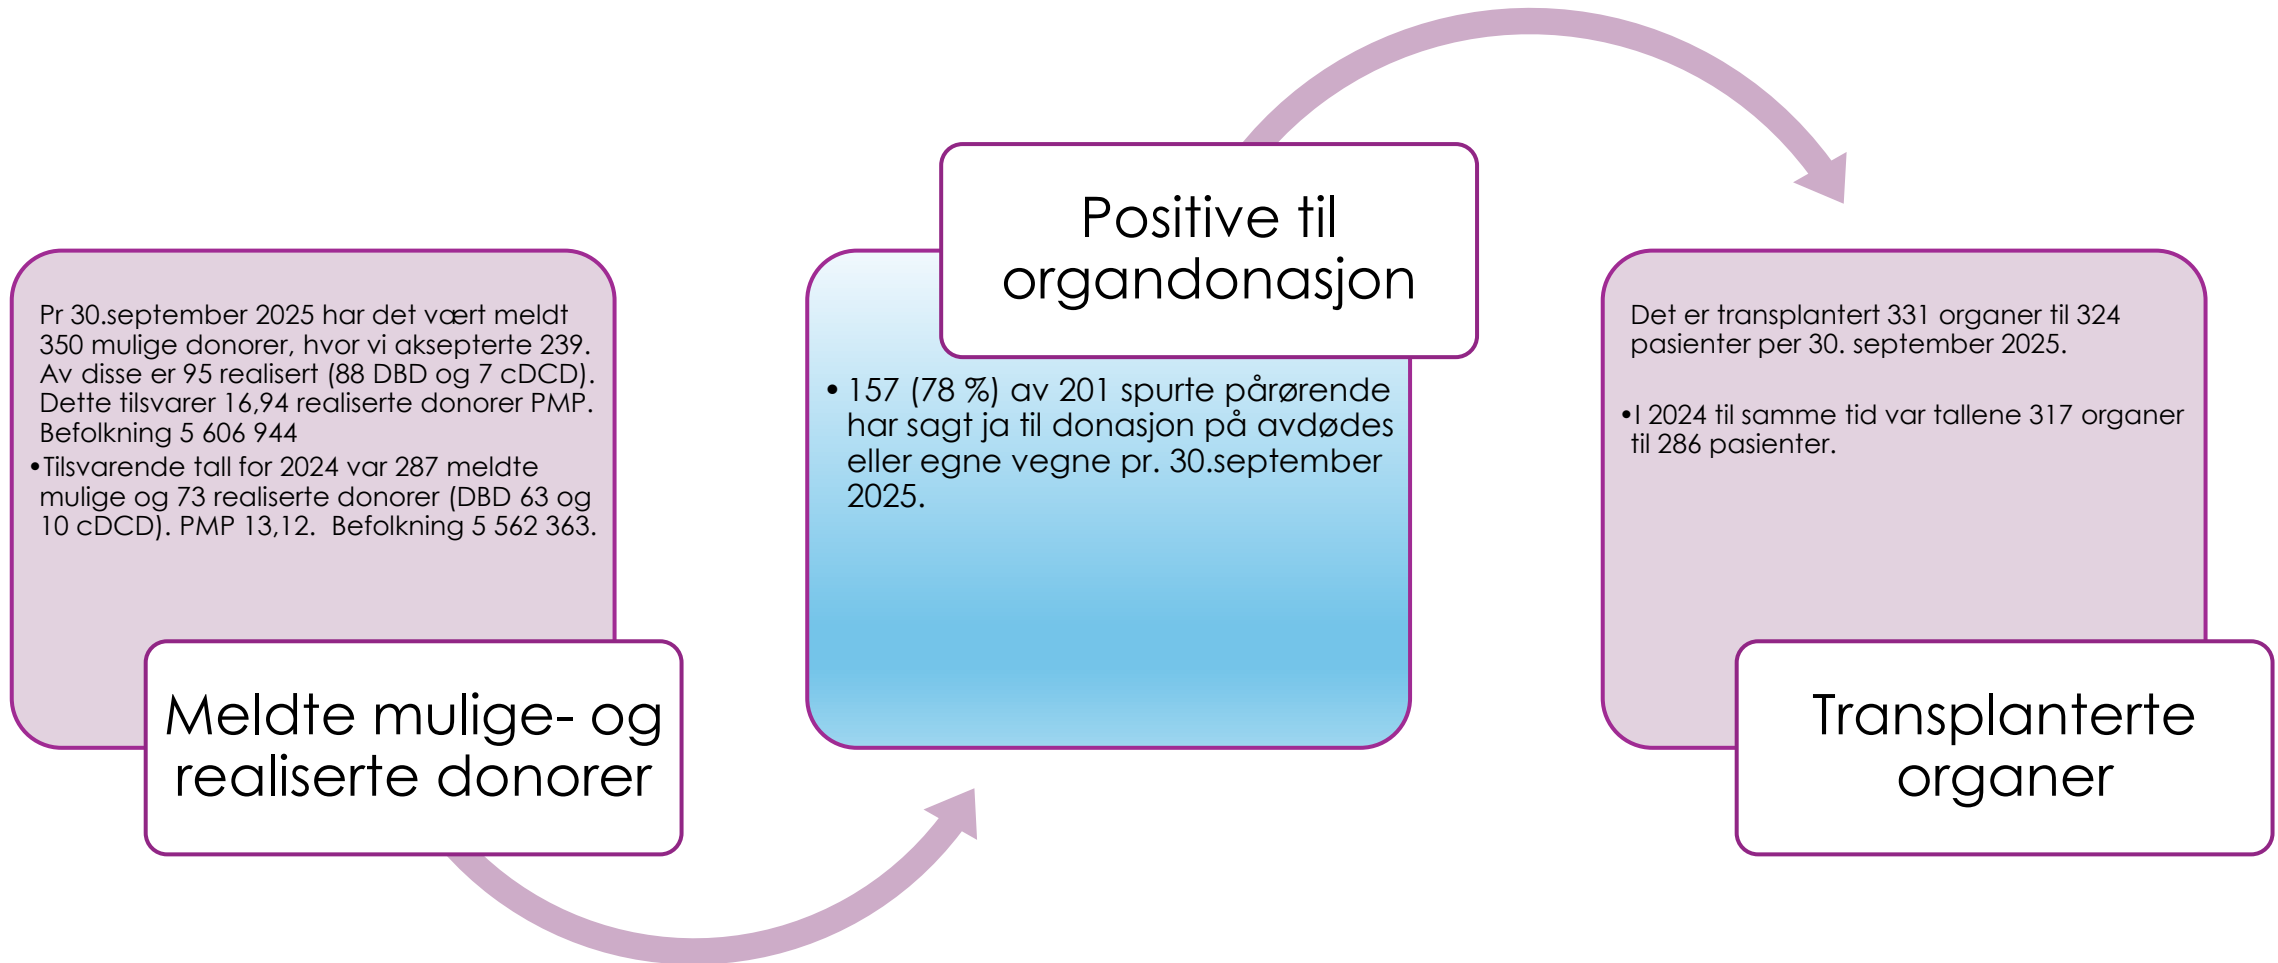 Pr 30.september 2025 har det vært meldt
350 mulige donorer, hvor vi aksepterte 239.
Av disse er 95 realisert (88 DBD og 7 cDCD).
Dette tilsvarer 16,94 realiserte donorer PMP.
Befolkning 5 606 944
•Tilsvarende tall for 2024 var 287 meldte
mulige og 73 realiserte donorer (DBD 63 og
10 cDCD). PMP 13,12.  Befolkning 5 562 363.
Meldte mulige- og
realiserte donorer
Positive til
organdonasjon
• 157 (78 %) av 201 spurte pårørende
har sagt ja til donasjon på avdødes
eller egne vegne pr. 30.september
2025.
Det er transplantert 331 organer til 324
pasienter per 30. september 2025.
•I 2024 til samme tid var tallene 317 organer
til 286 pasienter.
Transplanterte
organer